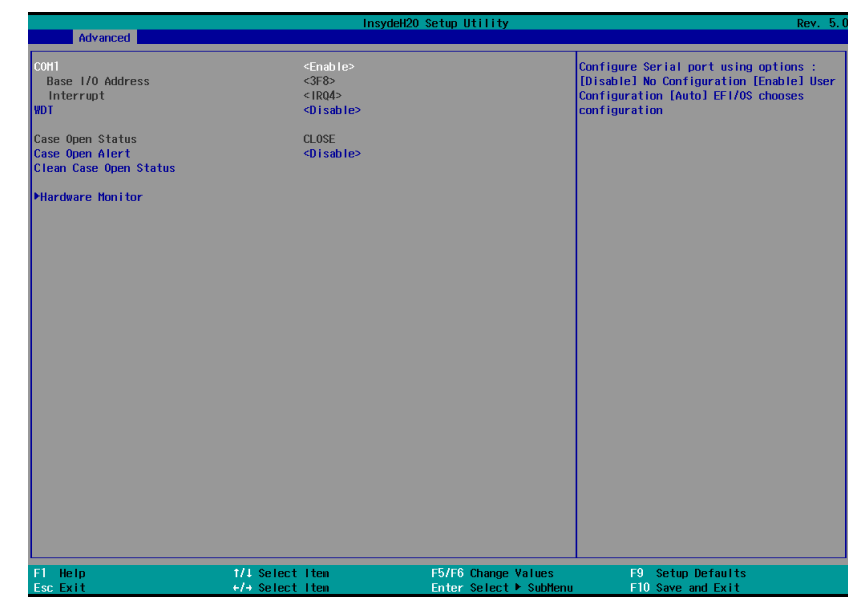 InsydeH20 Setup Utility Rev. 5.0
Advanced
COM1 <Enable>
Base I/O Address <3F8>
Interrupt <IRQ4>
WDT <Disable>
Case Open Status CLOSE
Case Open Alert <Disable>
Clean Case Open Status
▶Hardware Monitor
Configure Serial port using options :
[Disable] No Configuration [Enable] User
Configuration [Auto] EFI/OS chooses
configuration
F1 Help ↑/↓ Select Item F5/F6 Change Values F9 Setup Defaults
Esc Exit ←/→ Select Item Enter Select ▶ SubMenu F10 Save and Exit